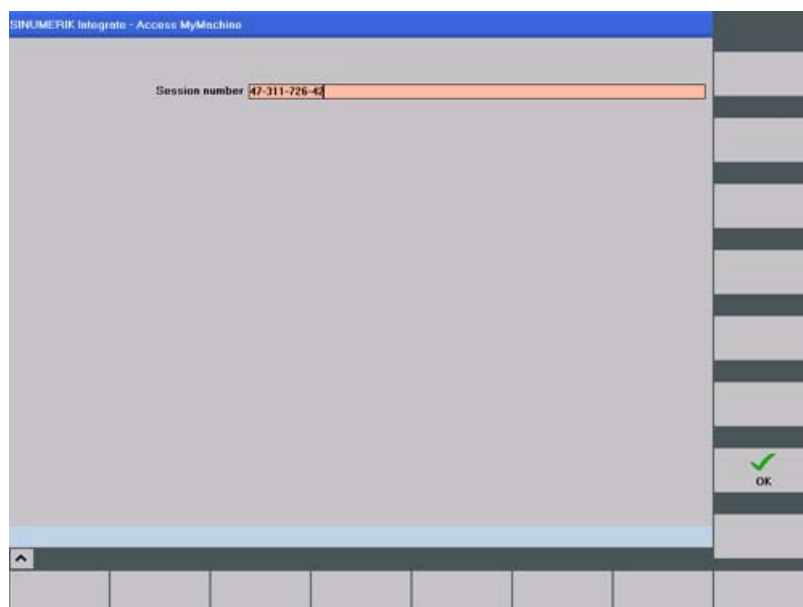 SINUMERIK Integrate - Access MyMachine
Session number 47-311-726-42
OK